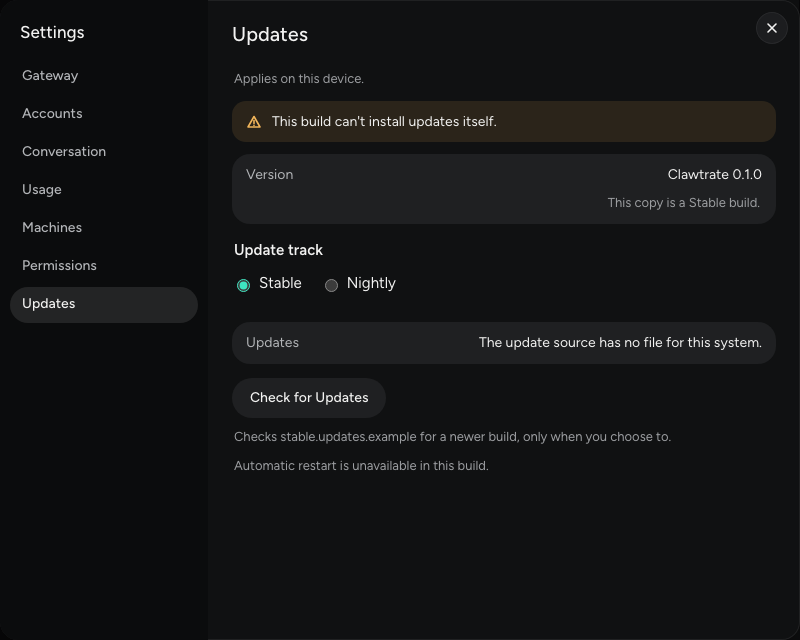 Settings
Gateway
Accounts
Conversation
Usage
Machines
Permissions
Updates
Updates
Applies on this device.
This build can't install updates itself.
Version
Clawtrate 0.1.0
This copy is a Stable build.
Update track
Stable
Nightly
Updates
The update source has no file for this system.
Check for Updates
Checks stable.updates.example for a newer build, only when you choose to.
Automatic restart is unavailable in this build.